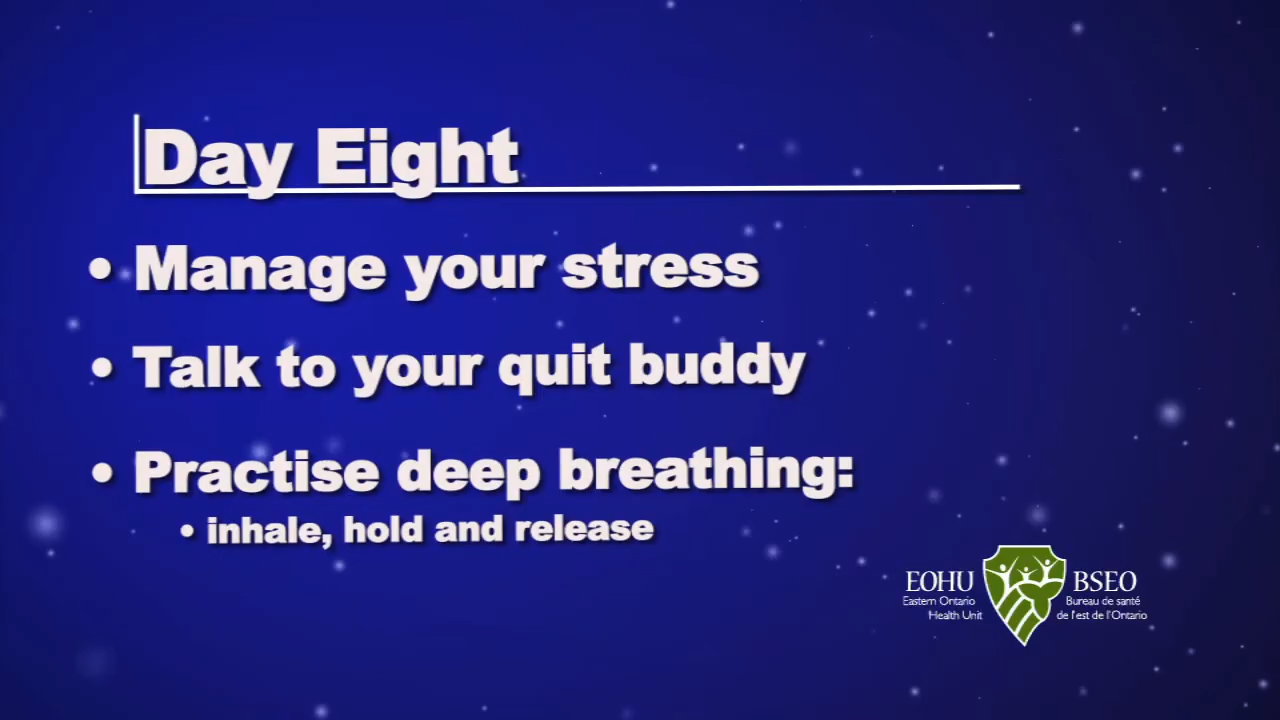 Day Eight
• Manage your stress
• Talk to your quit buddy
• Practise deep breathing:
• inhale, hold and release
EOHU BSEO
Eastern Ontario Bureau de santé
Health Unit de l'est de l'Ontario